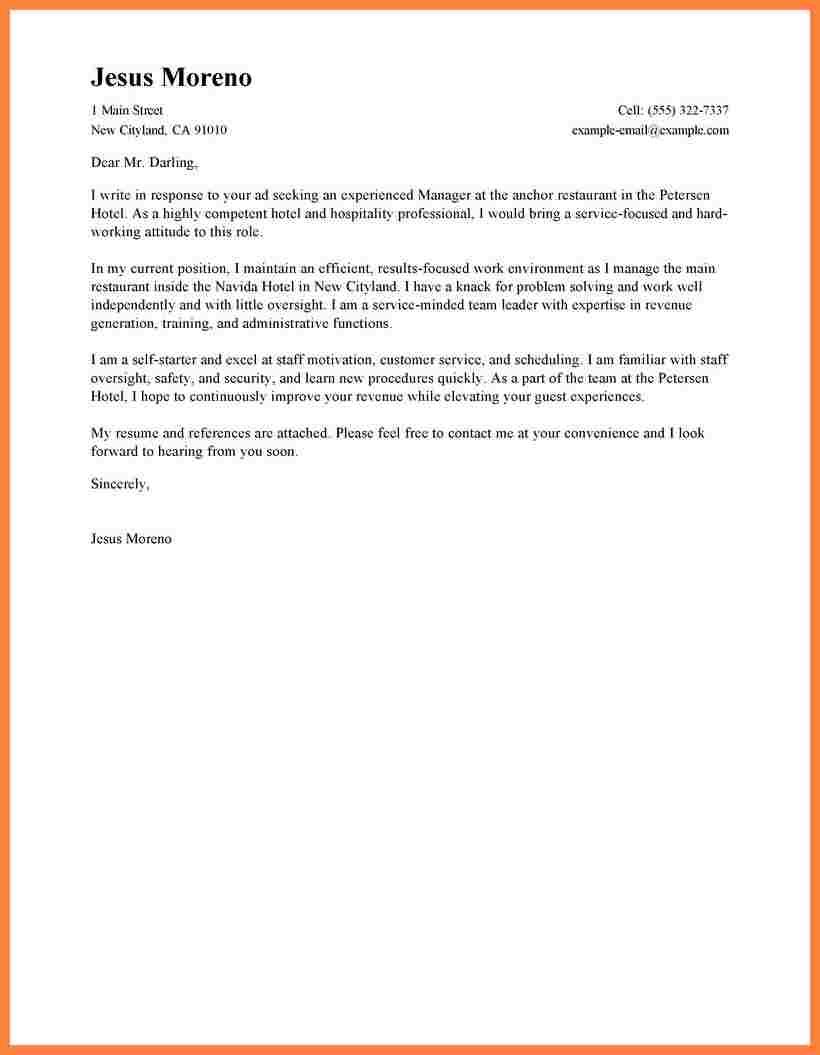 Jesus Moreno
1 Main Street
Cell: (555) 322-7337
New Cityland, CA 91010
example-email@example.com
Dear Mr. Darling,
I write in response to your ad seeking an experienced Manager at the anchor restaurant in the Petersen
Hotel. As a highly competent hotel and hospitality professional, I would bring a service-focused and hard-
working attitude to this role.
In my current position, I maintain an efficient, results-focused work environment as I manage the main
restaurant inside the Navida Hotel in New Cityland. I have a knack for problem solving and work well
independently and with little oversight. I am a service-minded team leader with expertise in revenue
generation, training, and administrative functions.
I am a self-starter and excel at staff motivation, customer service, and scheduling. I am familiar with staff
oversight, safety, and security, and learn new procedures quickly. As a part of the team at the Petersen
Hotel, I hope to continuously improve your revenue while elevating your guest experiences.
My resume and references are attached. Please feel free to contact me at your convenience and I look
forward to hearing from you soon.
Sincerely,
Jesus Moreno